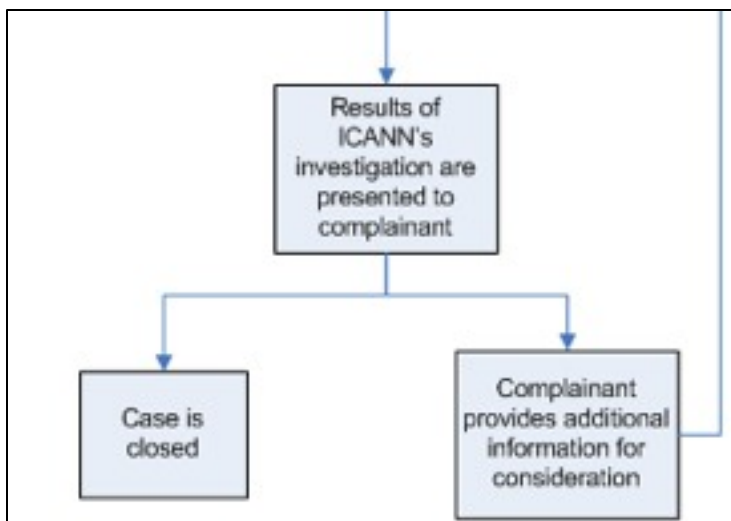 Results of
ICANN's
investigation are
presented to
complainant
Case is
closed
Complainant
provides additional
information for
consideration